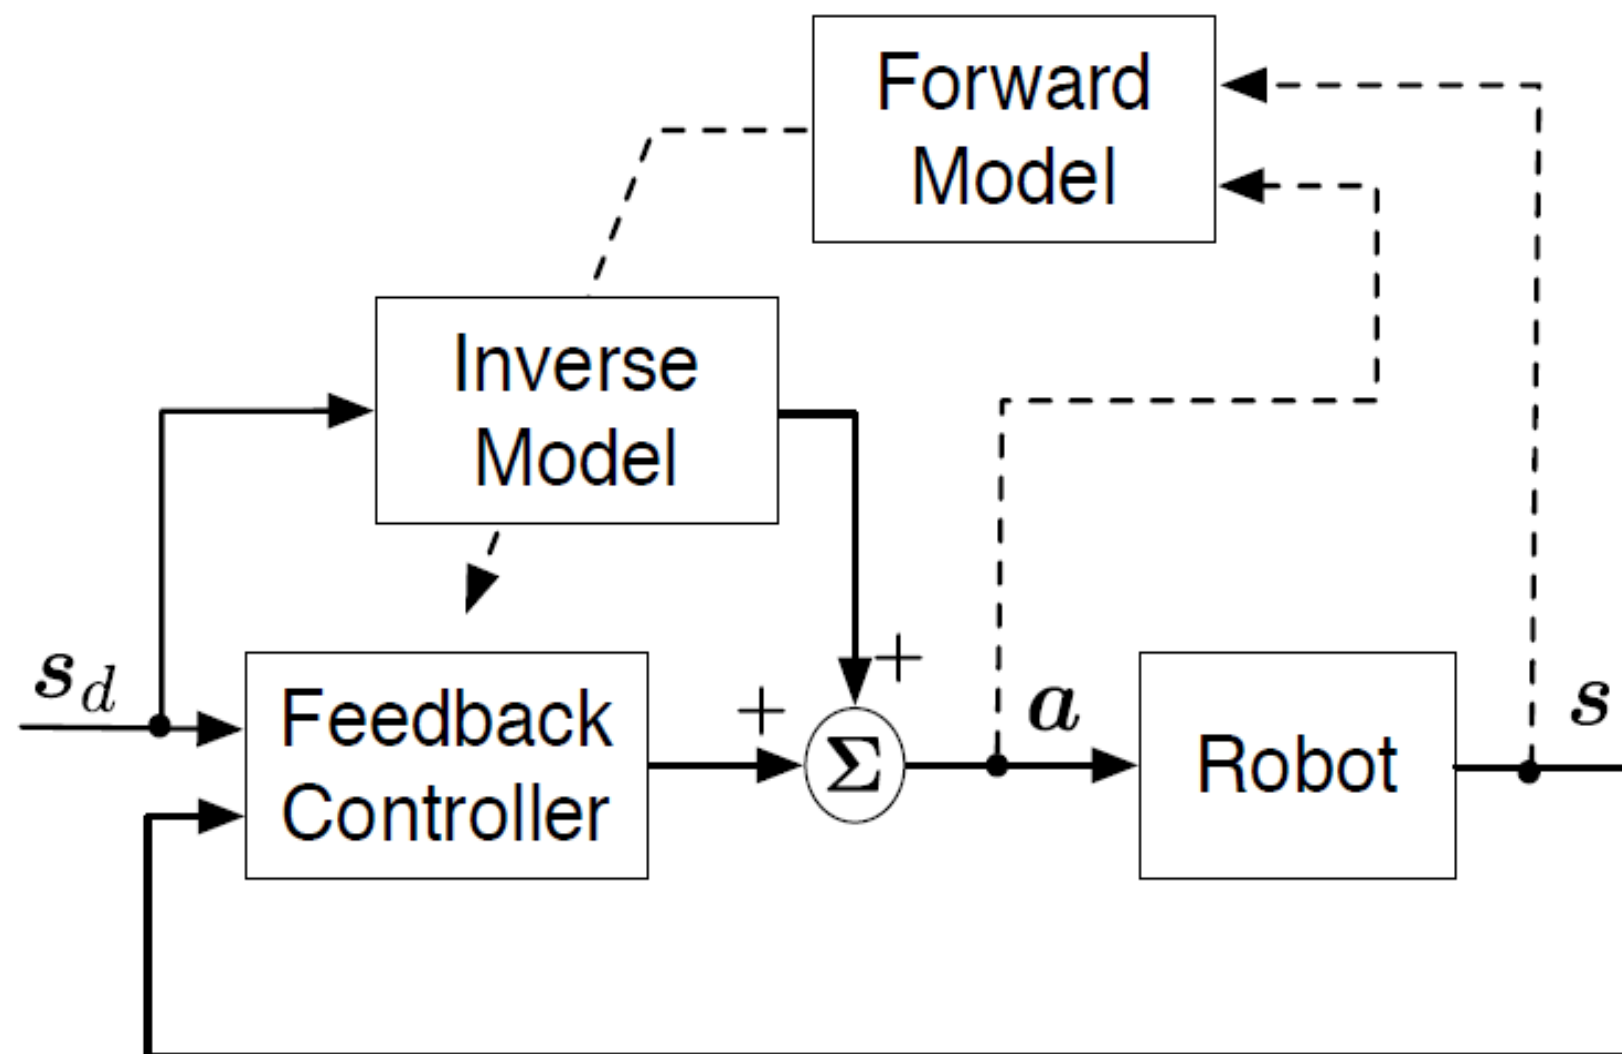 Forward
Model
Inverse
Model
s_d
Feedback
Controller
+
+
Σ
a
Robot
s